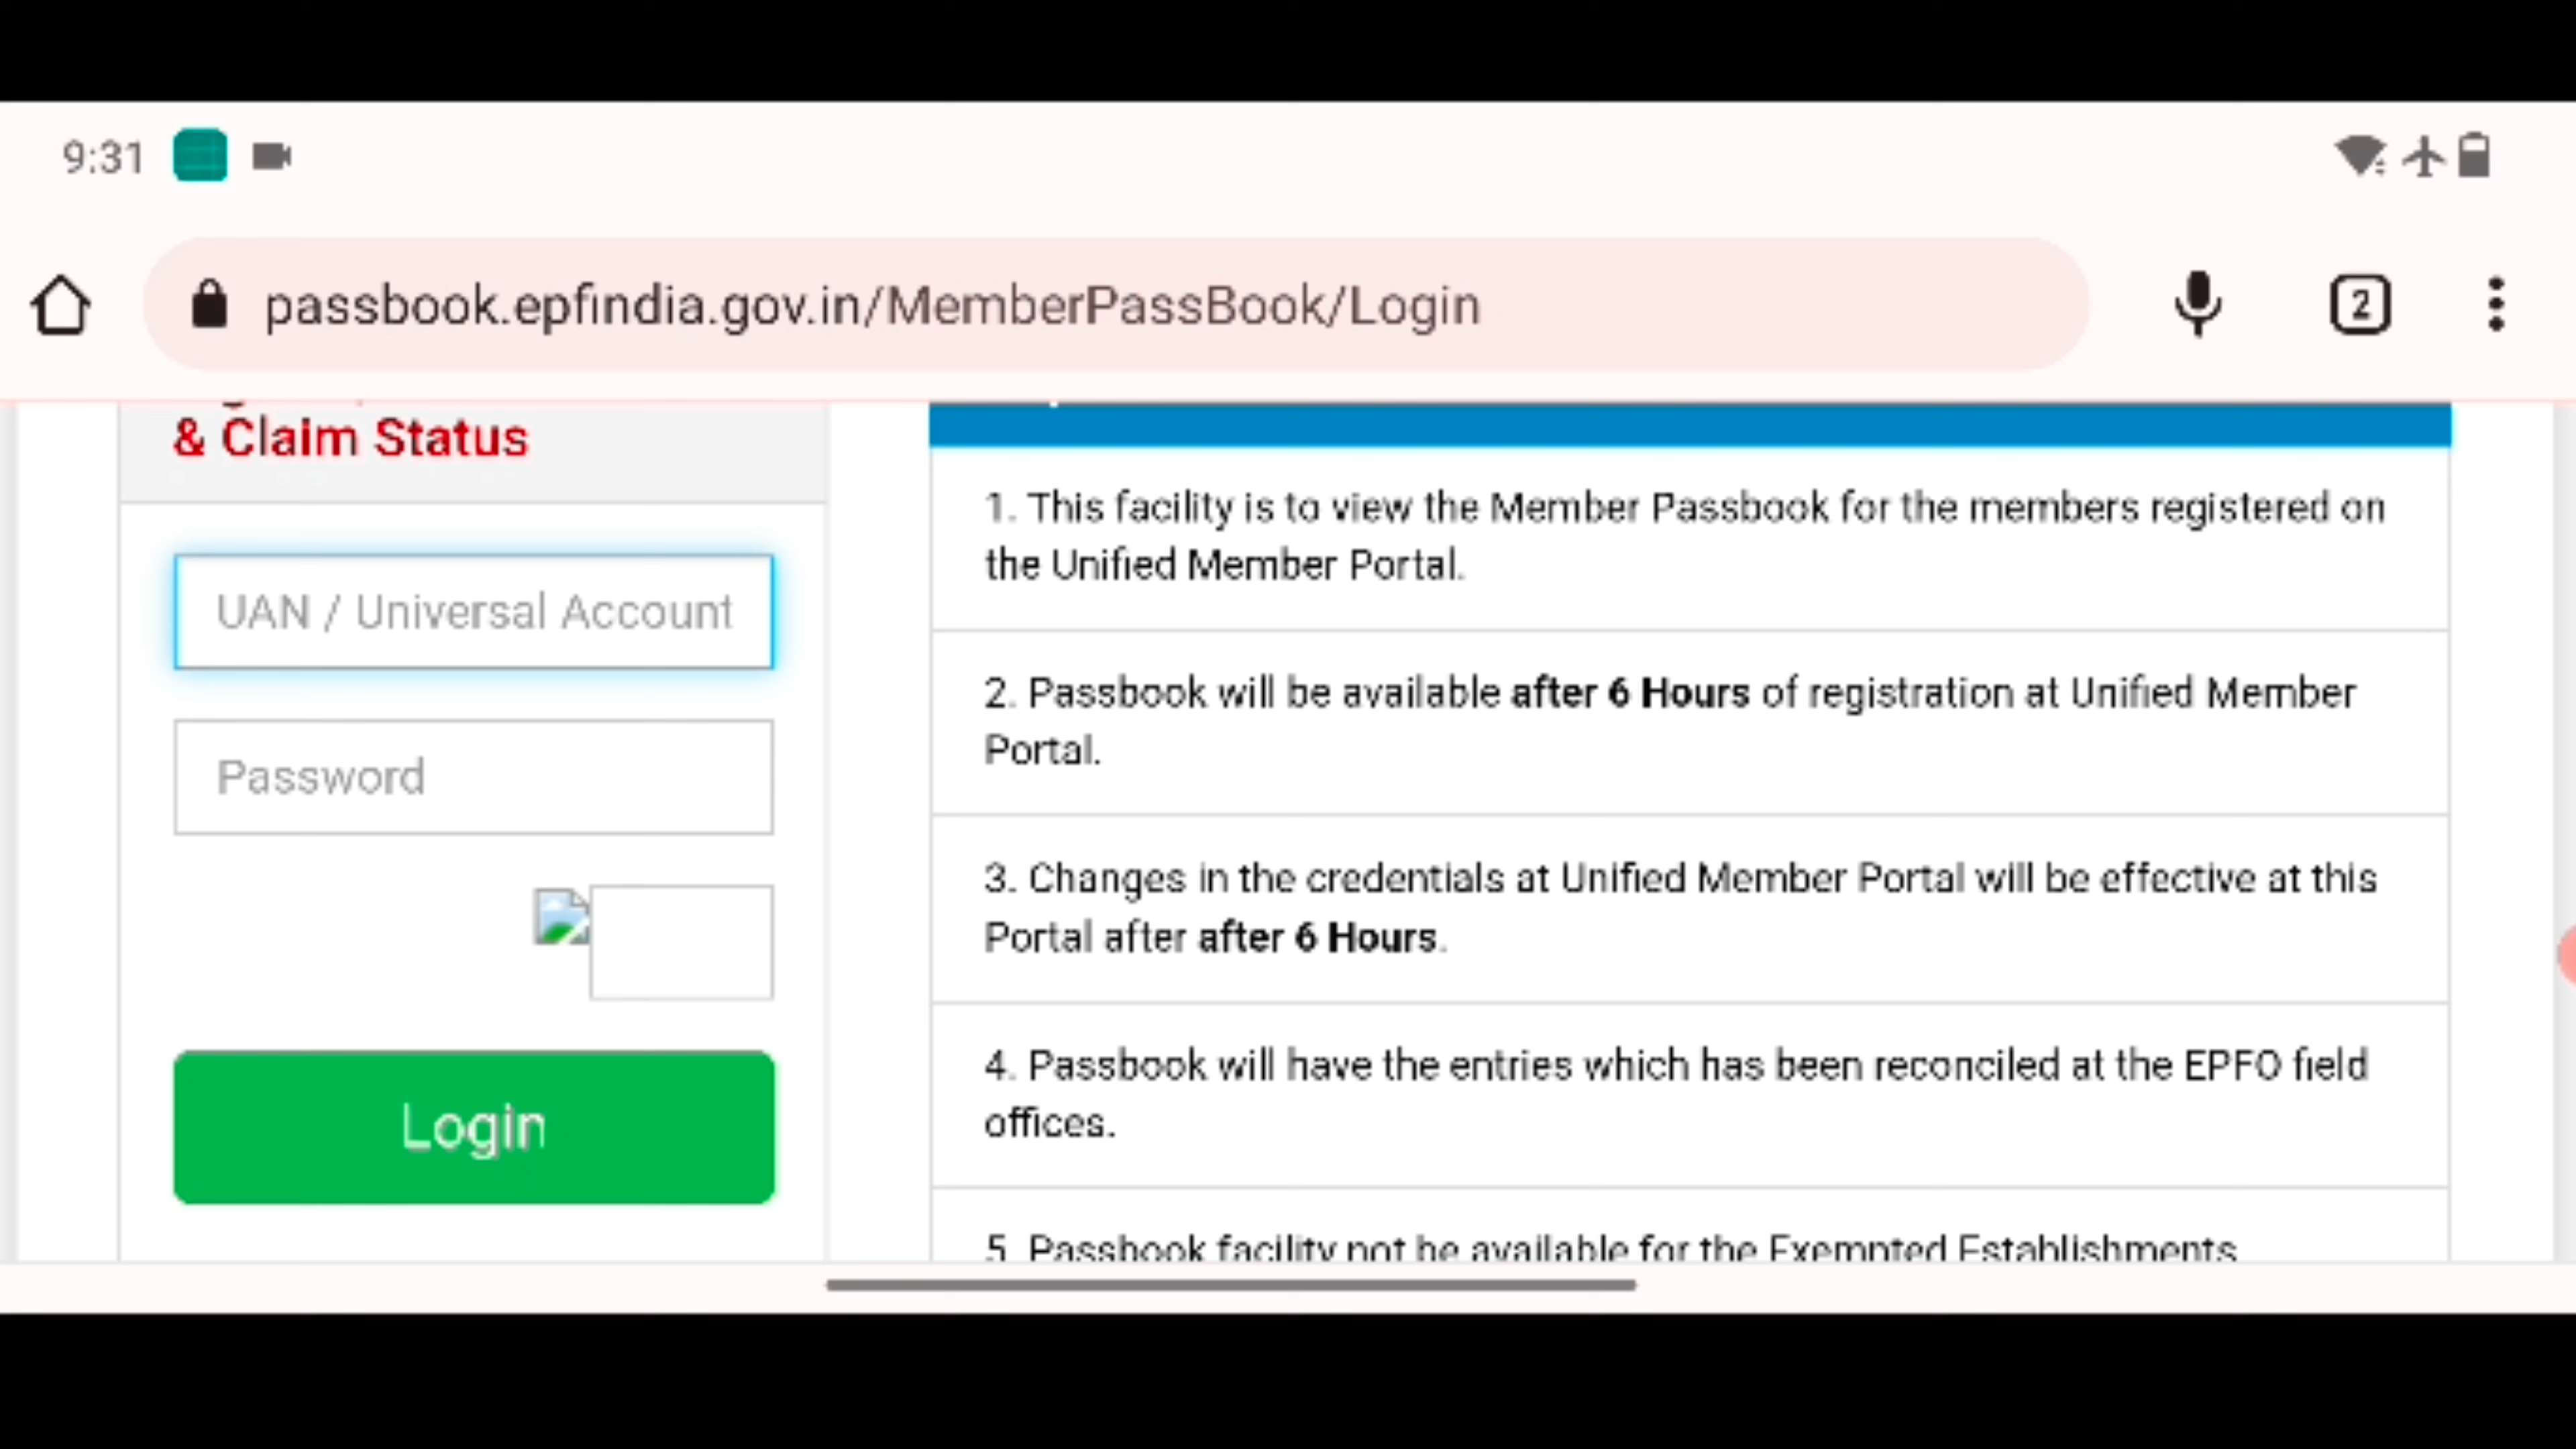 9:31
passbook.epfindia.gov.in/MemberPassBook/Login
2
& Claim Status
UAN / Universal Account
Password
Login
1. This facility is to view the Member Passbook for the members registered on
the Unified Member Portal.
2. Passbook will be available after 6 Hours of registration at Unified Member
Portal.
3. Changes in the credentials at Unified Member Portal will be effective at this
Portal after after 6 Hours.
4. Passbook will have the entries which has been reconciled at the EPFO field
offices.
5. Passbook facility not be available for the Exempted Establishments